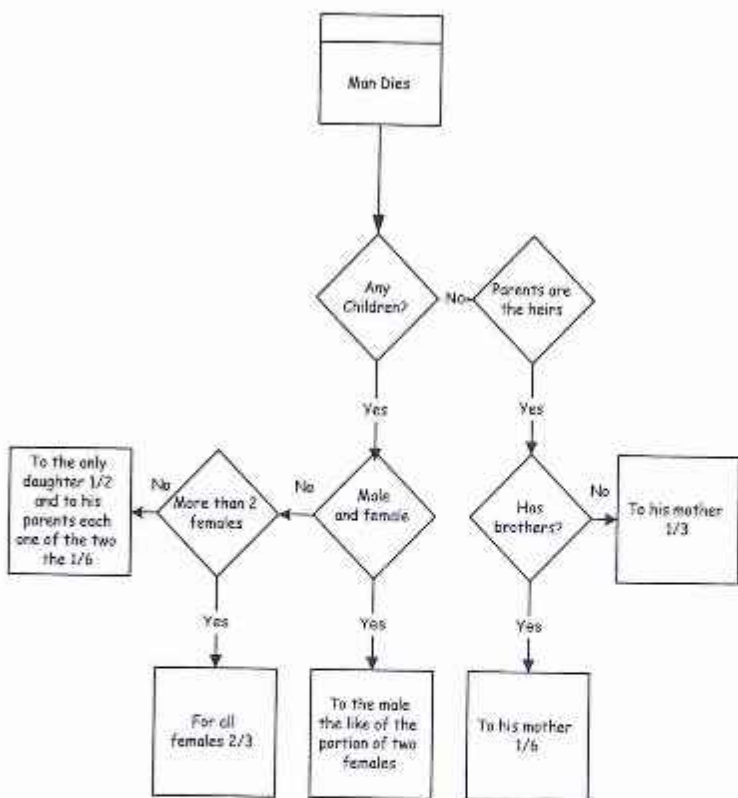 Man Dies
Any
Children?
No
Parents are
the heirs
Yes
Yes
To the only
daughter 1/2
and to his
parents each
one of the two
the 1/6
No
More than 2
females
No
Male
and female
Has
brothers?
No
To his mother
1/3
Yes
Yes
Yes
For all
females 2/3
To the male
the like of the
portion of two
females
To his mother
1/6